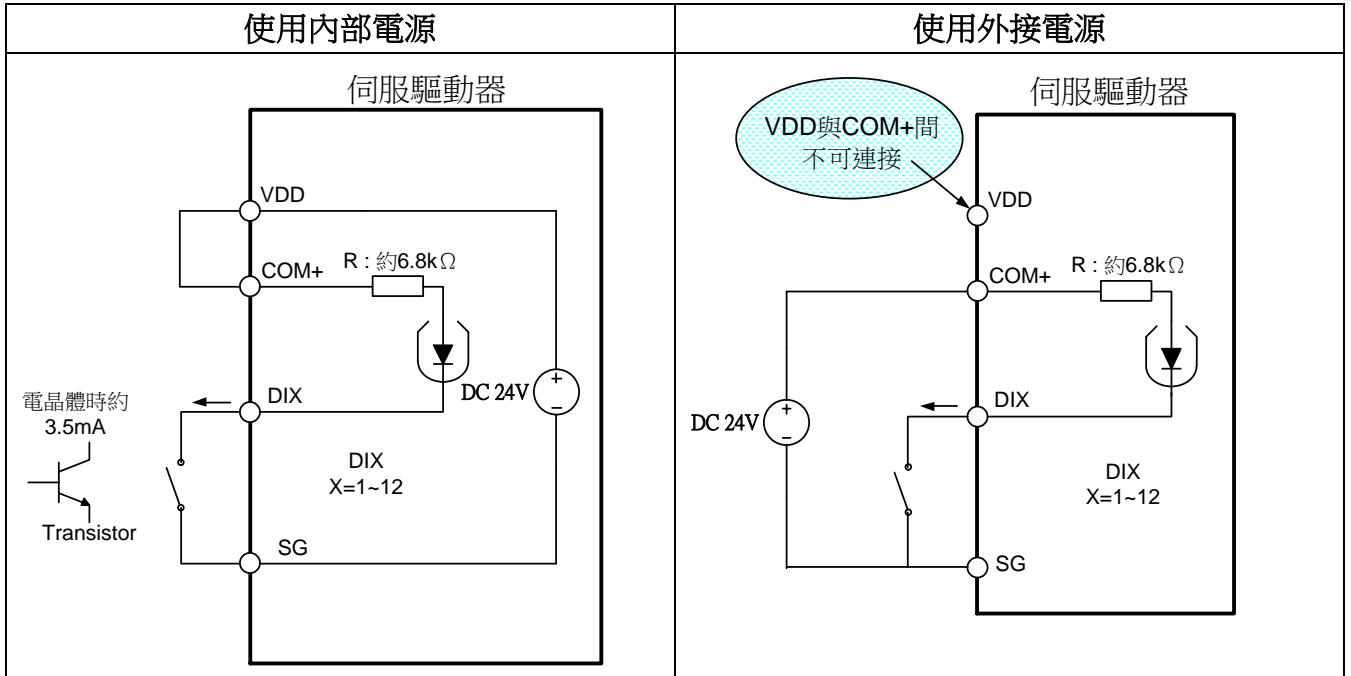 使用內部電源
使用外接電源
伺服驅動器
VDD
COM+
R : 約6.8kΩ
DC 24V
+
−
DIX
電晶體時約
3.5mA
Transistor
DIX
X=1~12
SG
伺服驅動器
VDD與COM+間
不可連接
VDD
COM+
R : 約6.8kΩ
DC 24V
+
−
DIX
DIX
X=1~12
SG